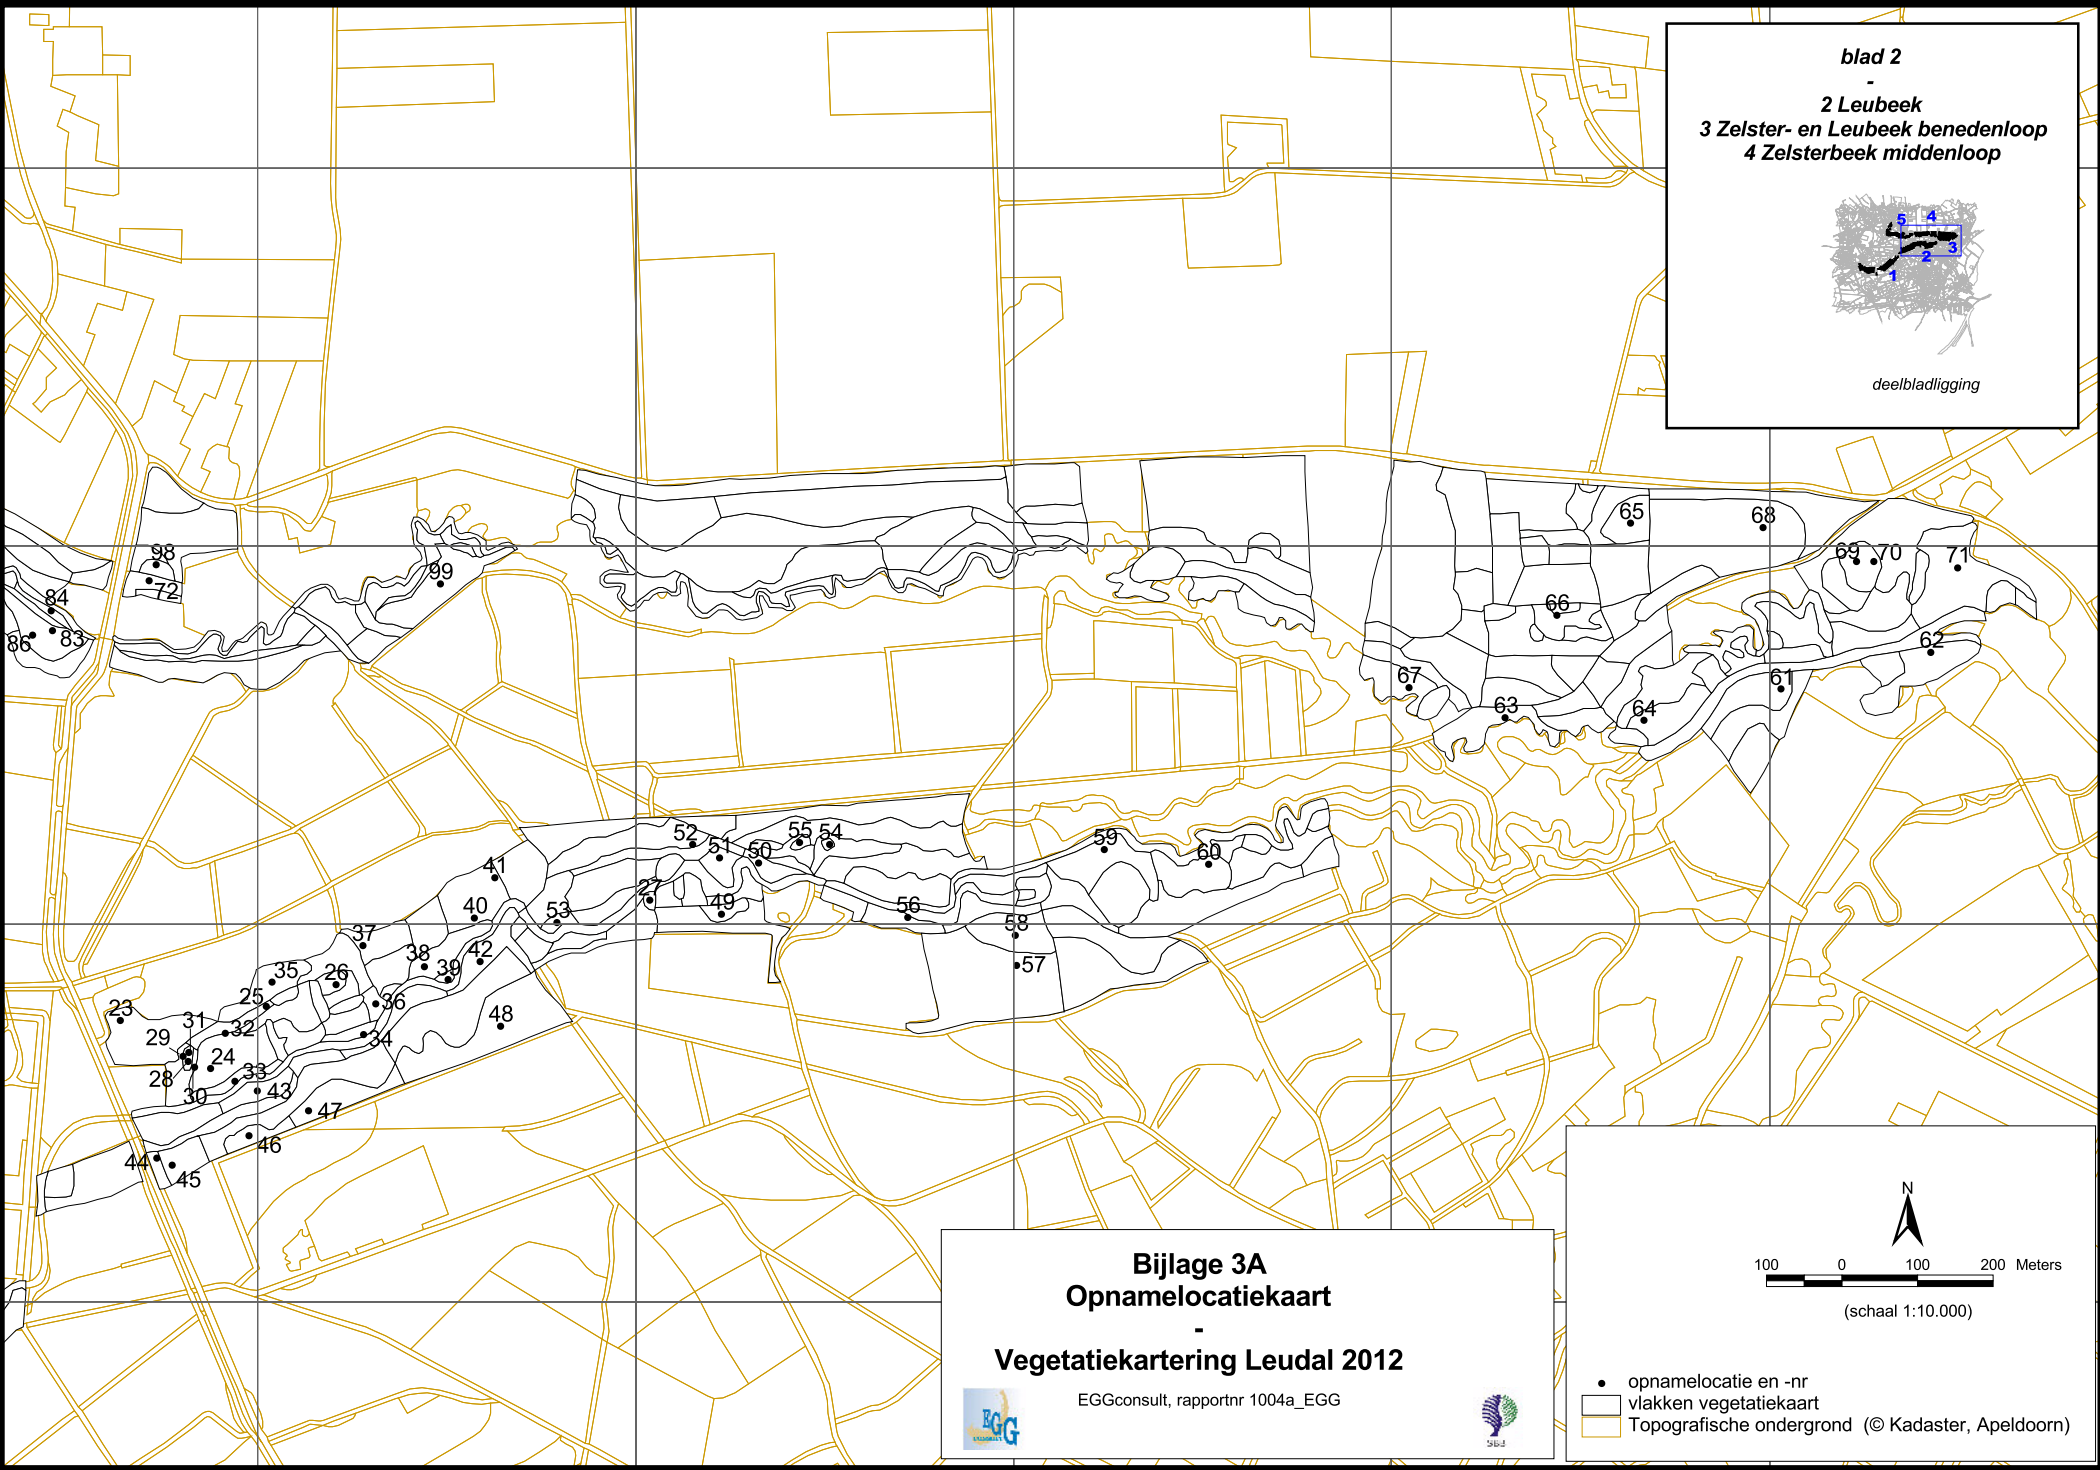 blad 2
-
2 Leubeek
3 Zelster- en Leubeek benedenloop
4 Zelsterbeek middenloop
5 4
3
2
1
deelbladligging
65
68
98
69 70 71
99
72
84
66
86 83
62
67 61
63 64
52 55 54
51 50 59
60
41
27
40 53 49 56
58
37
38 42
39 57
35 26
25 36
23 31 32 48
29 34
24
28 33
30 43
47
46
44
45
Bijlage 3A
Opnamelocatiekaart
-
Vegetatiekartering Leudal 2012
EGGconsult, rapportnr 1004a_EGG
EGG
SBB
N
100 0 100 200 Meters
(schaal 1:10.000)
opnamelocatie en -nr
vlakken vegetatiekaart
Topografische ondergrond (© Kadaster, Apeldoorn)